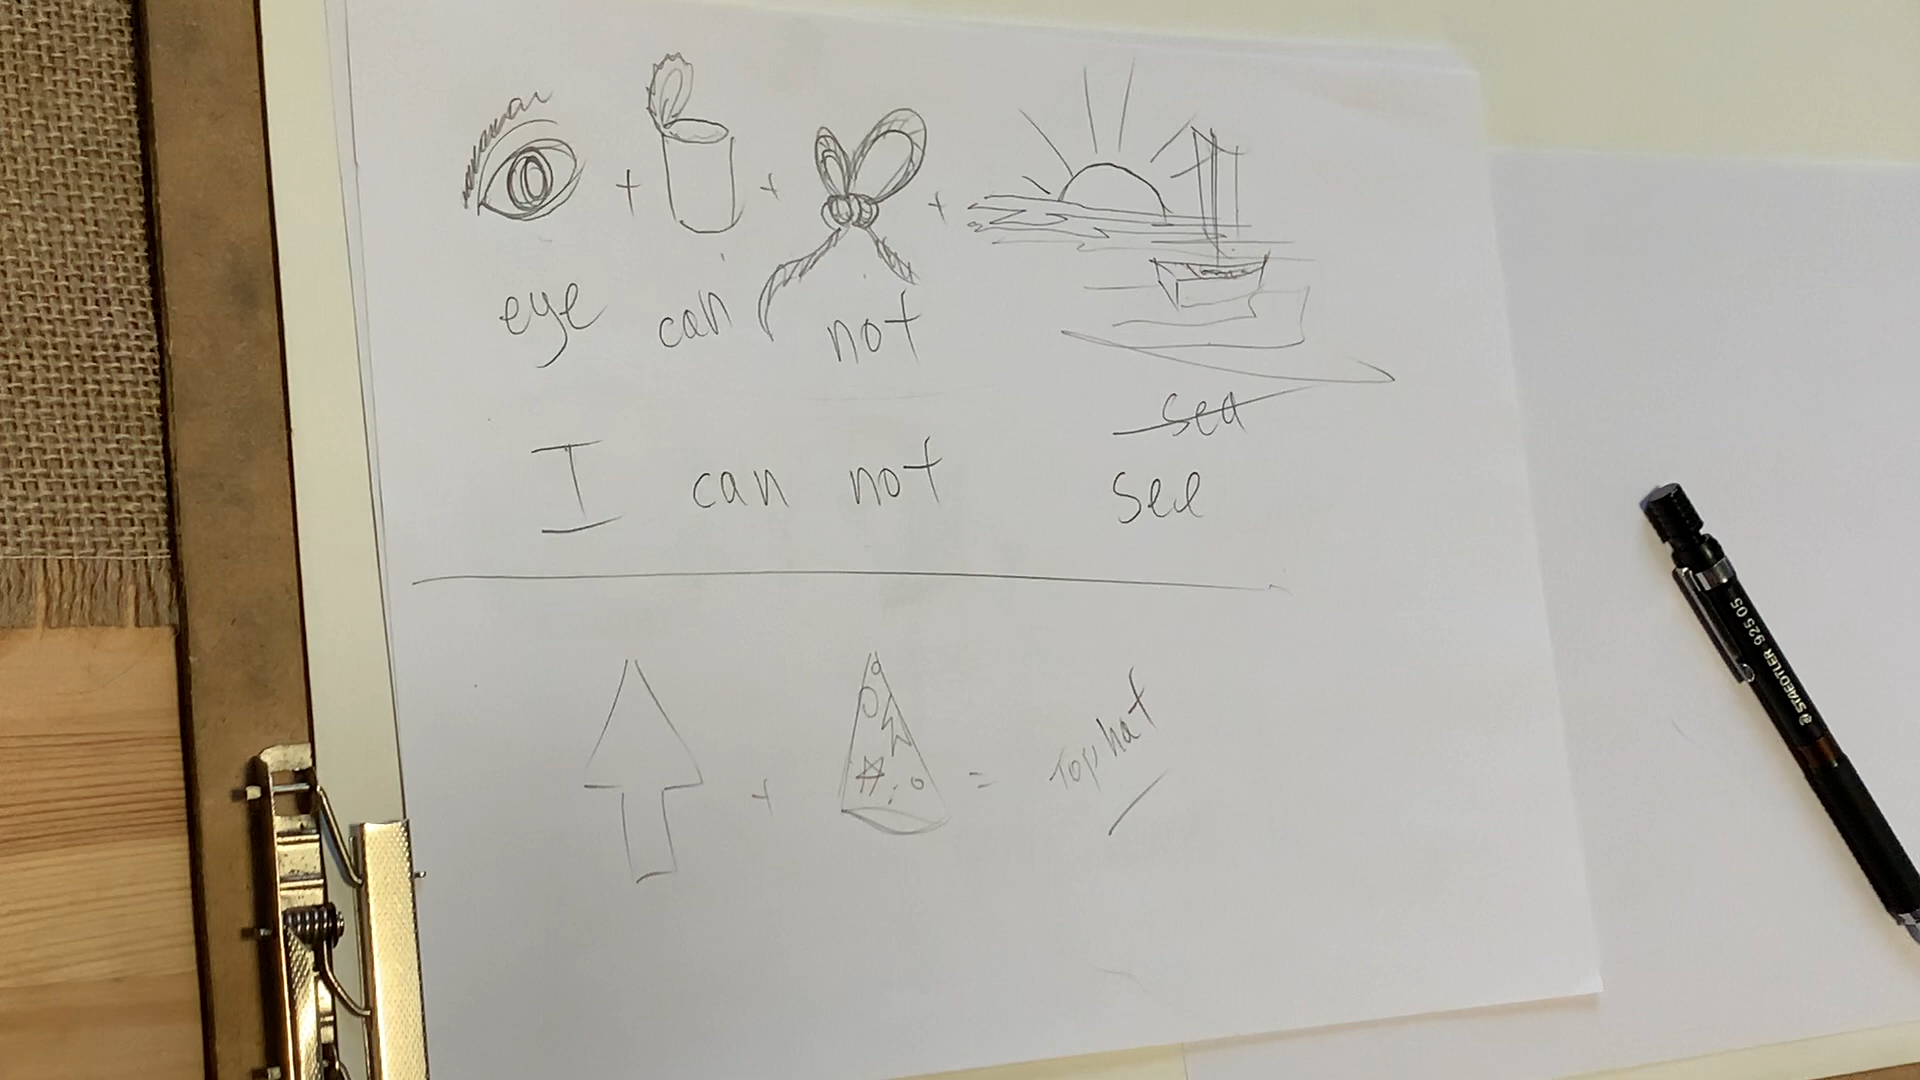 + + +
eye can not
sea
I can not see
+ = Top hat
STAEDTLER 925 05